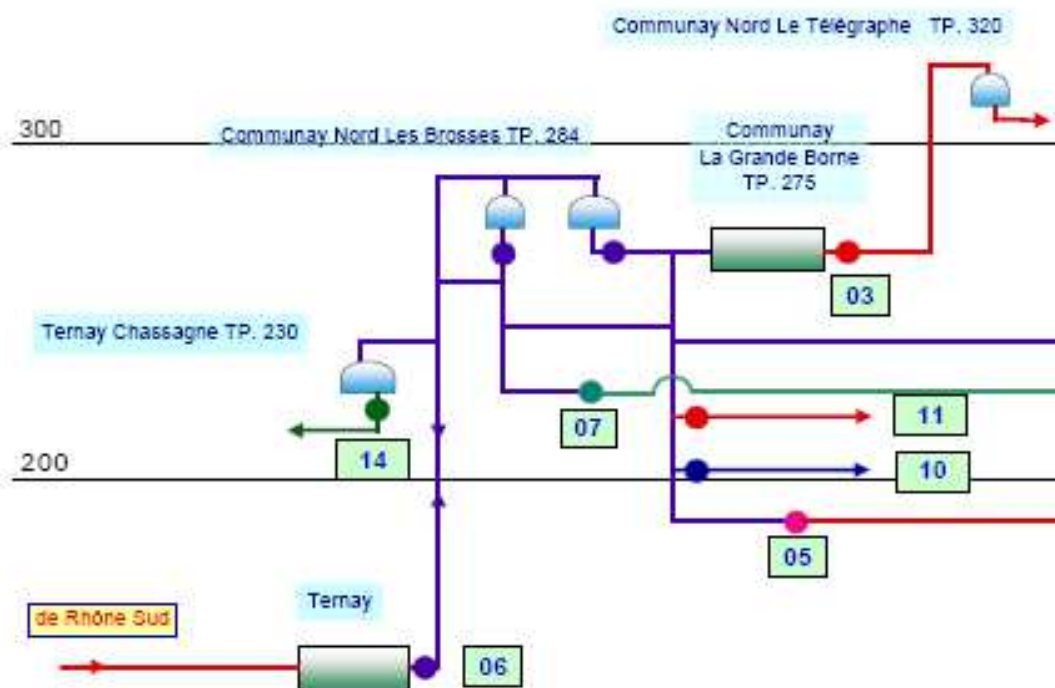 Communay Nord Le Télégraphe TP. 320
300
Communay Nord Les Brosses TP. 284
Communay
La Grande Borne
TP. 275
03
Ternay Chassagne TP. 230
07
11
14
200
10
05
Ternay
de Rhône Sud
06